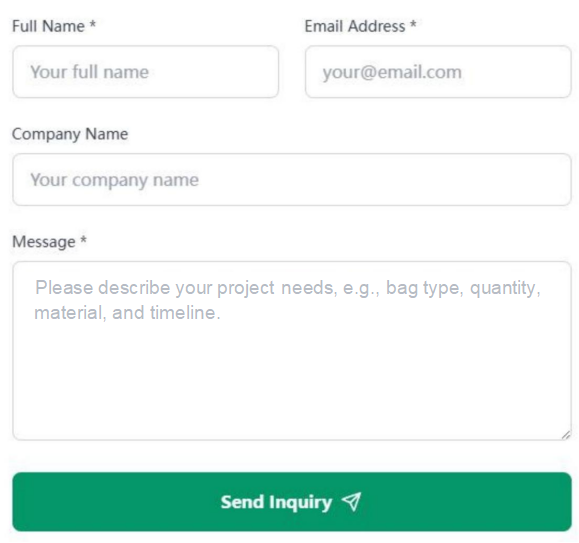 Full Name *
Email Address *
Your full name
your@email.com
Company Name
Your company name
Message *
Please describe your project needs, e.g., bag type, quantity,
material, and timeline.
Send Inquiry